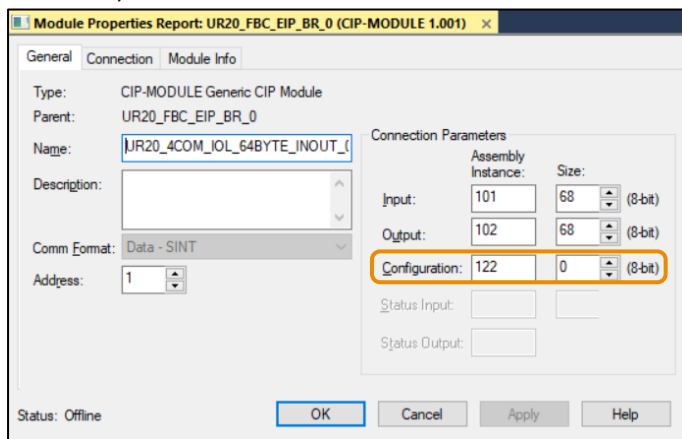 Module Properties Report: UR20_FBC_EIP_BR_0 (CIP-MODULE 1.001) ×
General Connection Module Info
Type: CIP-MODULE Generic CIP Module
Parent: UR20_FBC_EIP_BR_0
Name: UR20_4COM_IOL_64BYTE_INOUT_(
Description:
Comm Format: Data - SINT
Address: 1
Connection Parameters
Assembly Instance: Size:
Input: 101 68 (8-bit)
Output: 102 68 (8-bit)
Configuration: 122 0 (8-bit)
Status Input:
Status Output:
Status: Offline OK Cancel Apply Help